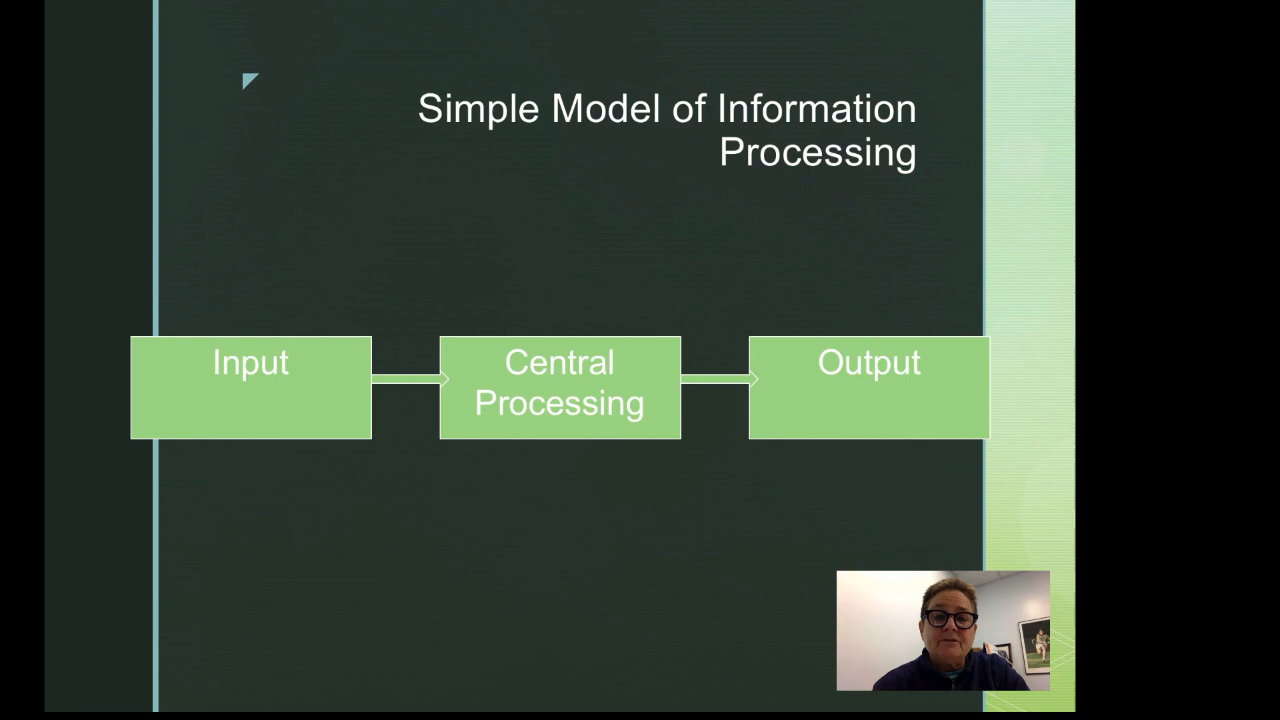 Simple Model of Information
Processing
Input
Central
Processing
Output